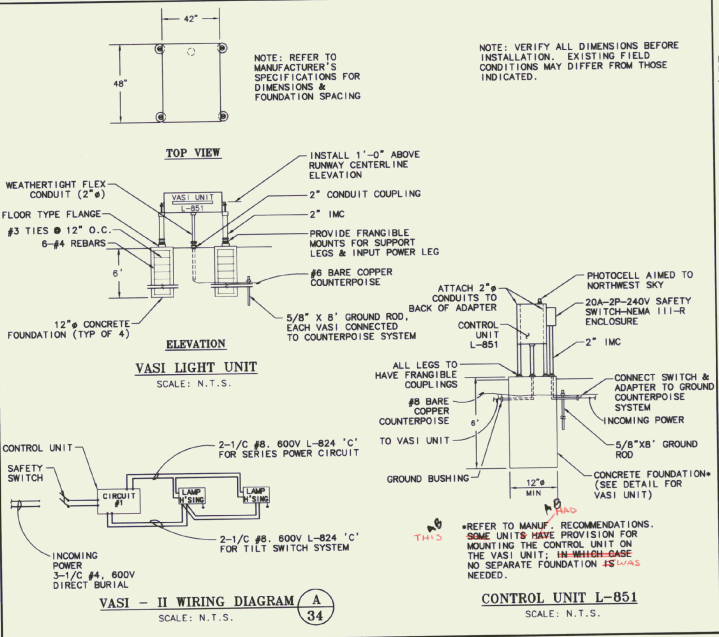 42"
48"
NOTE: REFER TO
MANUFACTURER'S
SPECIFICATIONS FOR
DIMENSIONS &
FOUNDATION SPACING
NOTE: VERIFY ALL DIMENSIONS BEFORE
INSTALLATION. EXISTING FIELD
CONDITIONS MAY DIFFER FROM THOSE
INDICATED.
TOP VIEW
WEATHERTIGHT FLEX
CONDUIT (2"ø)
FLOOR TYPE FLANGE
#3 TIES @ 12" O.C.
6-#4 REBARS
6'
12"ø CONCRETE
FOUNDATION (TYP OF 4)
VASI UNIT
L-851
INSTALL 1'-0" ABOVE
RUNWAY CENTERLINE
ELEVATION
2" CONDUIT COUPLING
2" IMC
PROVIDE FRANGIBLE
MOUNTS FOR SUPPORT
LEGS & INPUT POWER LEG
#6 BARE COPPER
COUNTERPOISE
5/8" X 8' GROUND ROD,
EACH VASI CONNECTED
TO COUNTERPOISE SYSTEM
ELEVATION
VASI LIGHT UNIT
SCALE: N.T.S.
ATTACH 2"ø
CONDUITS TO
BACK OF ADAPTER
CONTROL
UNIT
L-851
ALL LEGS TO
HAVE FRANGIBLE
COUPLINGS
#8 BARE
COPPER
COUNTERPOISE
TO VASI UNIT
GROUND BUSHING
6'
12"ø
MIN
PHOTOCELL AIMED TO
NORTHWEST SKY
20A-2P-240V SAFETY
SWITCH-NEMA III-R
ENCLOSURE
2" IMC
CONNECT SWITCH &
ADAPTER TO GROUND
COUNTERPOISE
SYSTEM
INCOMING POWER
5/8"X8' GROUND
ROD
CONCRETE FOUNDATION*
(SEE DETAIL FOR
VASI UNIT)
CONTROL UNIT
SAFETY
SWITCH
CIRCUIT
#1
LAMP
H'SING
LAMP
H'SING
2-1/C #8. 600V L-824 'C'
FOR SERIES POWER CIRCUIT
2-1/C #8. 600V L-824 'C'
FOR TILT SWITCH SYSTEM
INCOMING
POWER
3-1/C #4, 600V
DIRECT BURIAL
VASI - II WIRING DIAGRAM
A
34
SCALE: N.T.S.
AB
HAD
AB
THIS
*REFER TO MANUF. RECOMMENDATIONS.
SOME UNITS HAVE PROVISION FOR
MOUNTING THE CONTROL UNIT ON
THE VASI UNIT; IN WHICH CASE
NO SEPARATE FOUNDATION IS WAS
NEEDED.
CONTROL UNIT L-851
SCALE: N.T.S.